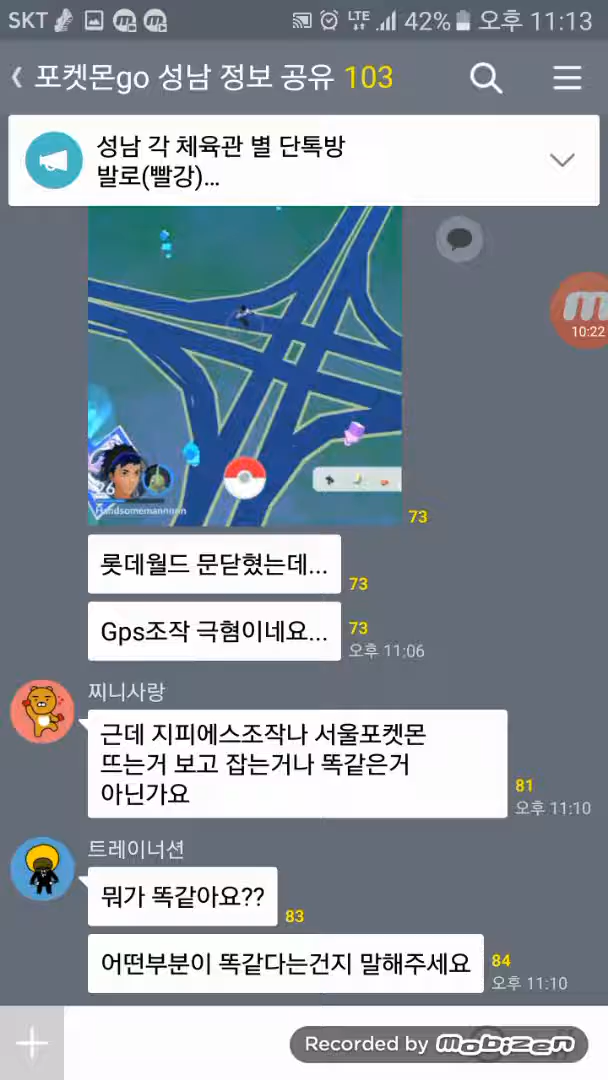 SKT LTE 42% 오후 11:13
포켓몬go 성남 정보 공유 103
성남 각 체육관 별 단톡방
발로(빨강)...
10:22
26
Handsomemannnnn
73
롯데월드 문닫혔는데...
73
Gps조작 극혐이네요...
73
오후 11:06
찌니사랑
근데 지피에스조작나 서울포켓몬
뜨는거 보고 잡는거나 똑같은거
아닌가요
81
오후 11:10
트레이너션
뭐가 똑같아요??
83
어떤부분이 똑같다는건지 말해주세요
84
오후 11:10
Recorded by mobizen